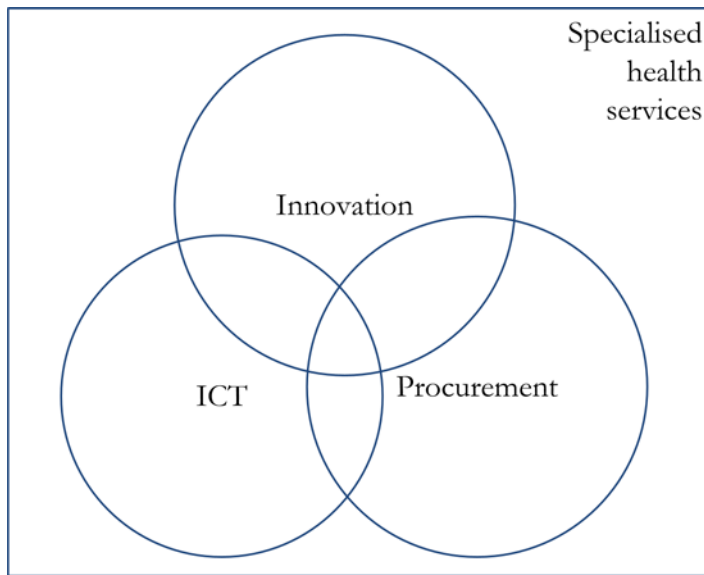 Specialised
health
services
Innovation
ICT
Procurement